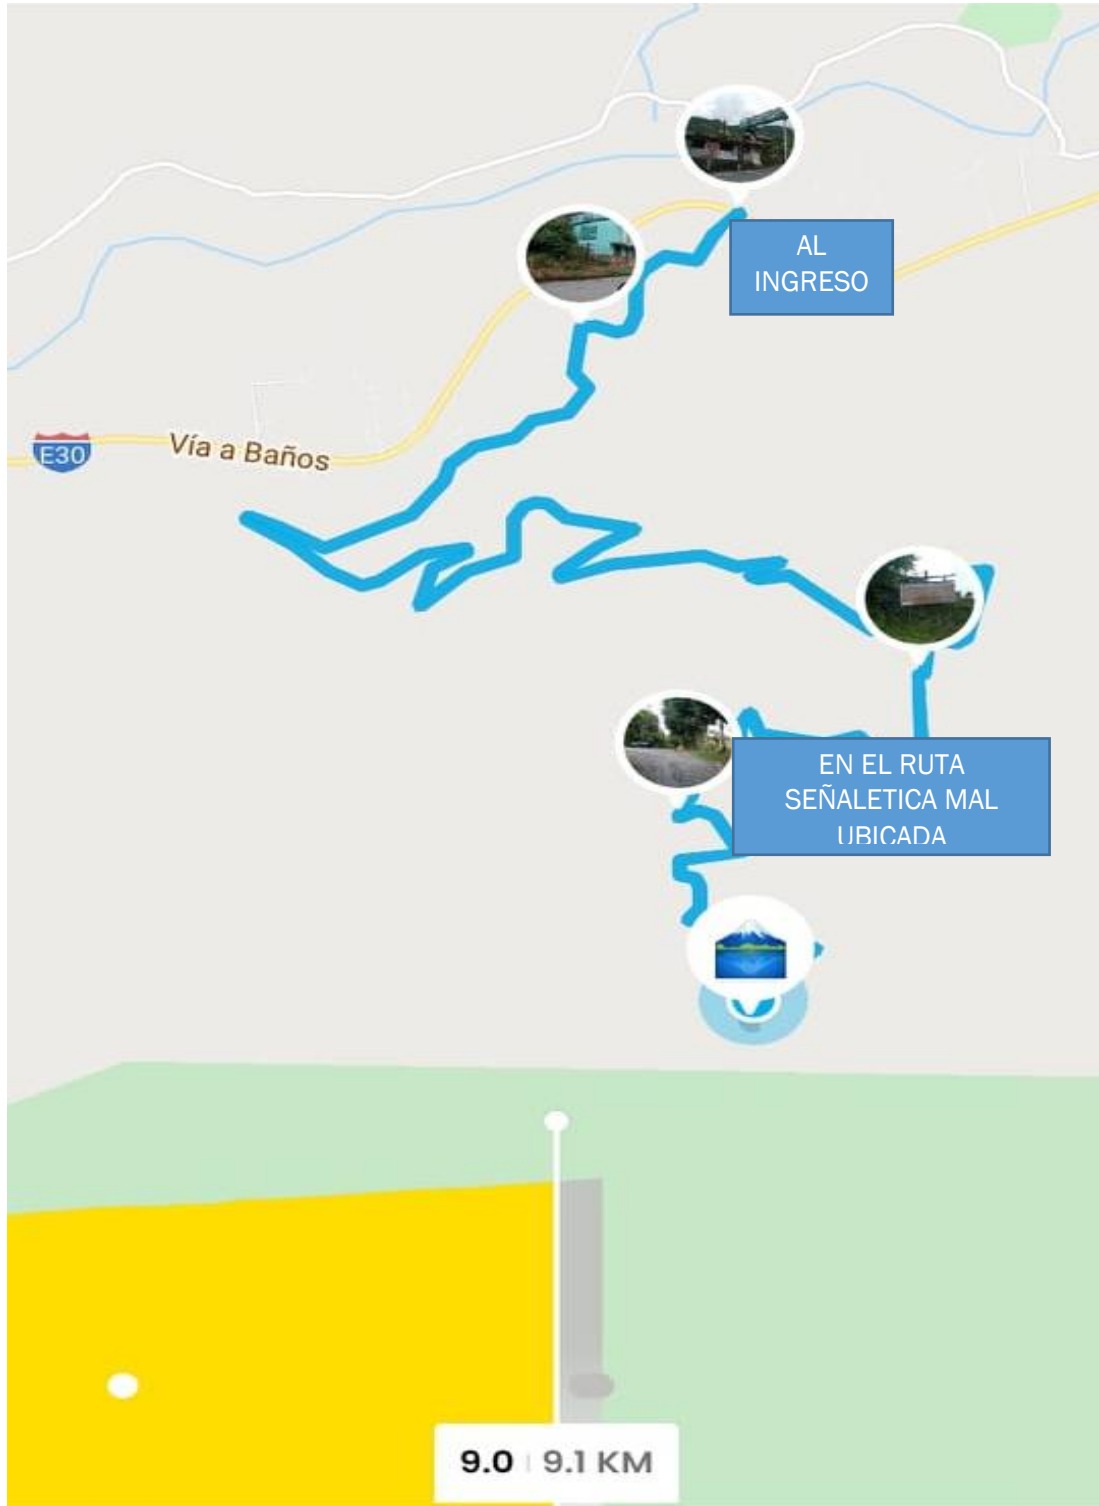 AL
INGRESO
E30
Vía a Baños
EN EL RUTA
SEÑALETICA MAL
UBICADA
9.0 | 9.1 KM